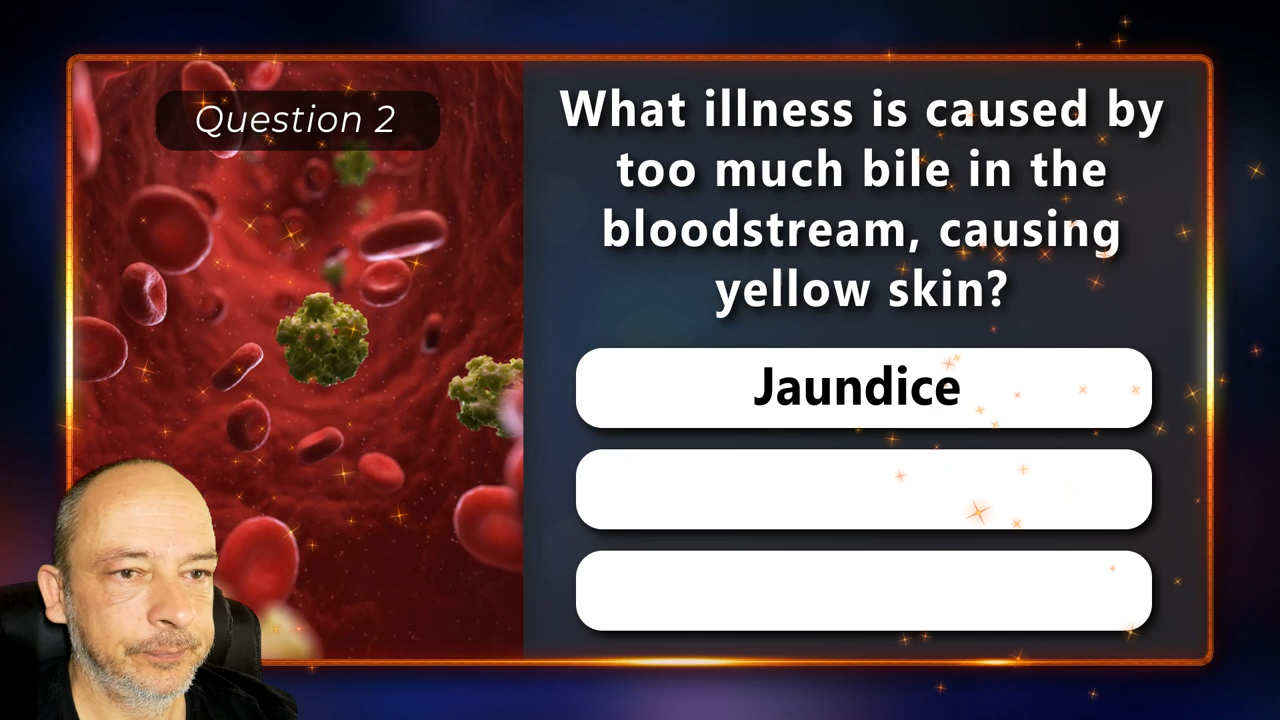 Question 2
What illness is caused by
too much bile in the
bloodstream, causing
yellow skin?
Jaundice